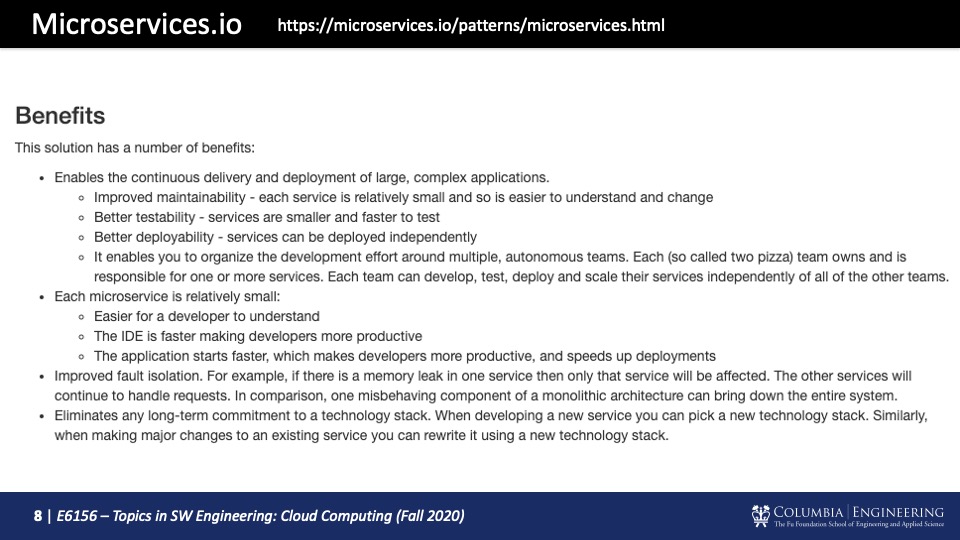 Microservices.io https://microservices.io/patterns/microservices.html
Benefits
This solution has a number of benefits:
• Enables the continuous delivery and deployment of large, complex applications.
◦ Improved maintainability - each service is relatively small and so is easier to understand and change
◦ Better testability - services are smaller and faster to test
◦ Better deployability - services can be deployed independently
◦ It enables you to organize the development effort around multiple, autonomous teams. Each (so called two pizza) team owns and is
responsible for one or more services. Each team can develop, test, deploy and scale their services independently of all of the other teams.
• Each microservice is relatively small:
◦ Easier for a developer to understand
◦ The IDE is faster making developers more productive
◦ The application starts faster, which makes developers more productive, and speeds up deployments
• Improved fault isolation. For example, if there is a memory leak in one service then only that service will be affected. The other services will
continue to handle requests. In comparison, one misbehaving component of a monolithic architecture can bring down the entire system.
• Eliminates any long-term commitment to a technology stack. When developing a new service you can pick a new technology stack. Similarly,
when making major changes to an existing service you can rewrite it using a new technology stack.
8 | E6156 – Topics in SW Engineering: Cloud Computing (Fall 2020)
COLUMBIA | ENGINEERING
The Fu Foundation School of Engineering and Applied Science